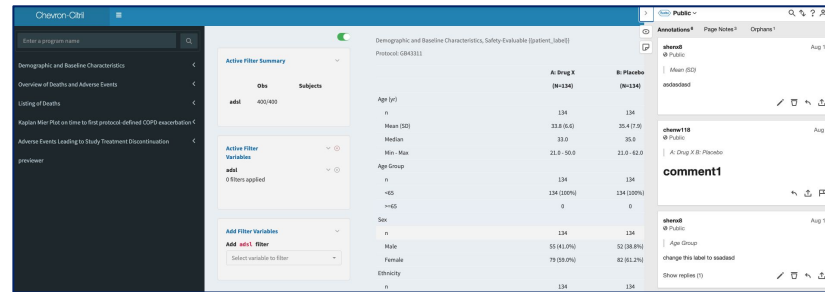 Chevron-Citril
Enter a program name
Demographic and Baseline Characteristics
Overview of Deaths and Adverse Events
Listing of Deaths
Kaplan Mier Plot on time to first protocol-defined COPD exacerbation
Adverse Events Leading to Study Treatment Discontinuation
previewer
Active Filter Summary
Obs Subjects
adsl 400/400
Active Filter
Variables
adsl
0 filters applied
Add Filter Variables
Add adsl filter
Select variable to filter
Demographic and Baseline Characteristics, Safety-Evaluable {{patient_label}}
Protocol: GB43311
A: Drug X B: Placebo
(N=134) (N=134)
Age (yr)
n 134 134
Mean (SD) 33.8 (6.6) 35.4 (7.9)
Median 33.0 35.0
Min - Max 21.0 - 50.0 21.0 - 62.0
Age Group
n 134 134
<65 134 (100%) 134 (100%)
>=65 0 0
Sex
n 134 134
Male 55 (41.0%) 52 (38.8%)
Female 79 (59.0%) 82 (61.2%)
Ethnicity
n 134 134
Public
Annotations 8 Page Notes 3 Orphans 1
shenx8 Aug 1
Public
Mean (SD)
asdasdasd
chenw118 Aug
Public
A: Drug X B: Placebo
comment1
shenx8 Aug 1
Public
Age Group
change this label to ssadasd
Show replies (1)